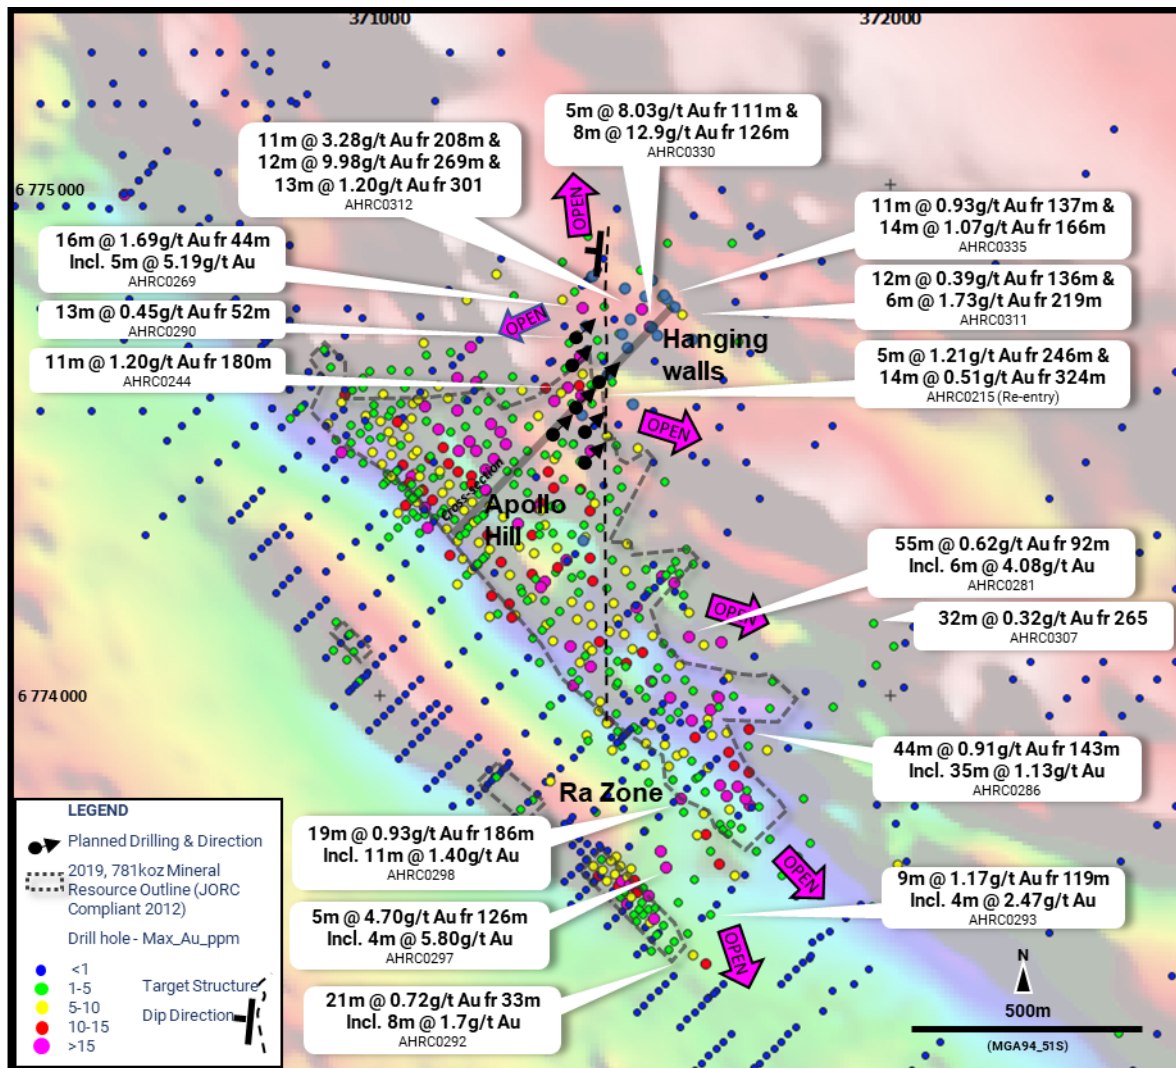 371000
372000
5m @ 8.03g/t Au fr 111m &
8m @ 12.9g/t Au fr 126m
AHRC0330
11m @ 3.28g/t Au fr 208m &
12m @ 9.98g/t Au fr 269m &
13m @ 1.20g/t Au fr 301
AHRC0312
6 775 000
OPEN
11m @ 0.93g/t Au fr 137m &
14m @ 1.07g/t Au fr 166m
AHRC0335
16m @ 1.69g/t Au fr 44m
Incl. 5m @ 5.19g/t Au
AHRC0269
12m @ 0.39g/t Au fr 136m &
6m @ 1.73g/t Au fr 219m
AHRC0311
13m @ 0.45g/t Au fr 52m
AHRC0290
OPEN
Hanging
walls
11m @ 1.20g/t Au fr 180m
AHRC0244
5m @ 1.21g/t Au fr 246m &
14m @ 0.51g/t Au fr 324m
AHRC0215 (Re-entry)
OPEN
Cross-section
Apollo
Hill
55m @ 0.62g/t Au fr 92m
Incl. 6m @ 4.08g/t Au
AHRC0281
OPEN
32m @ 0.32g/t Au fr 265
AHRC0307
6 774 000
44m @ 0.91g/t Au fr 143m
Incl. 35m @ 1.13g/t Au
AHRC0286
Ra Zone
19m @ 0.93g/t Au fr 186m
Incl. 11m @ 1.40g/t Au
AHRC0298
OPEN
9m @ 1.17g/t Au fr 119m
Incl. 4m @ 2.47g/t Au
AHRC0293
5m @ 4.70g/t Au fr 126m
Incl. 4m @ 5.80g/t Au
AHRC0297
OPEN
21m @ 0.72g/t Au fr 33m
Incl. 8m @ 1.7g/t Au
AHRC0292
LEGEND
Planned Drilling & Direction
2019, 781koz Mineral
Resource Outline (JORC
Compliant 2012)
Drill hole - Max_Au_ppm
<1
1-5
5-10
10-15
>15
Target Structure
Dip Direction
N
500m
(MGA94_51S)